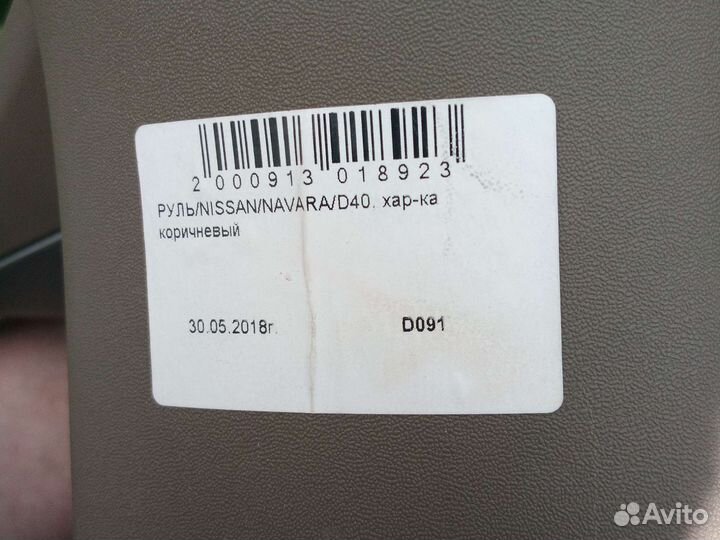 2 000913 018923
РУЛЬ/NISSAN/NAVARA/D40, хар-ка
коричневый
30.05.2018г. D091
Avito